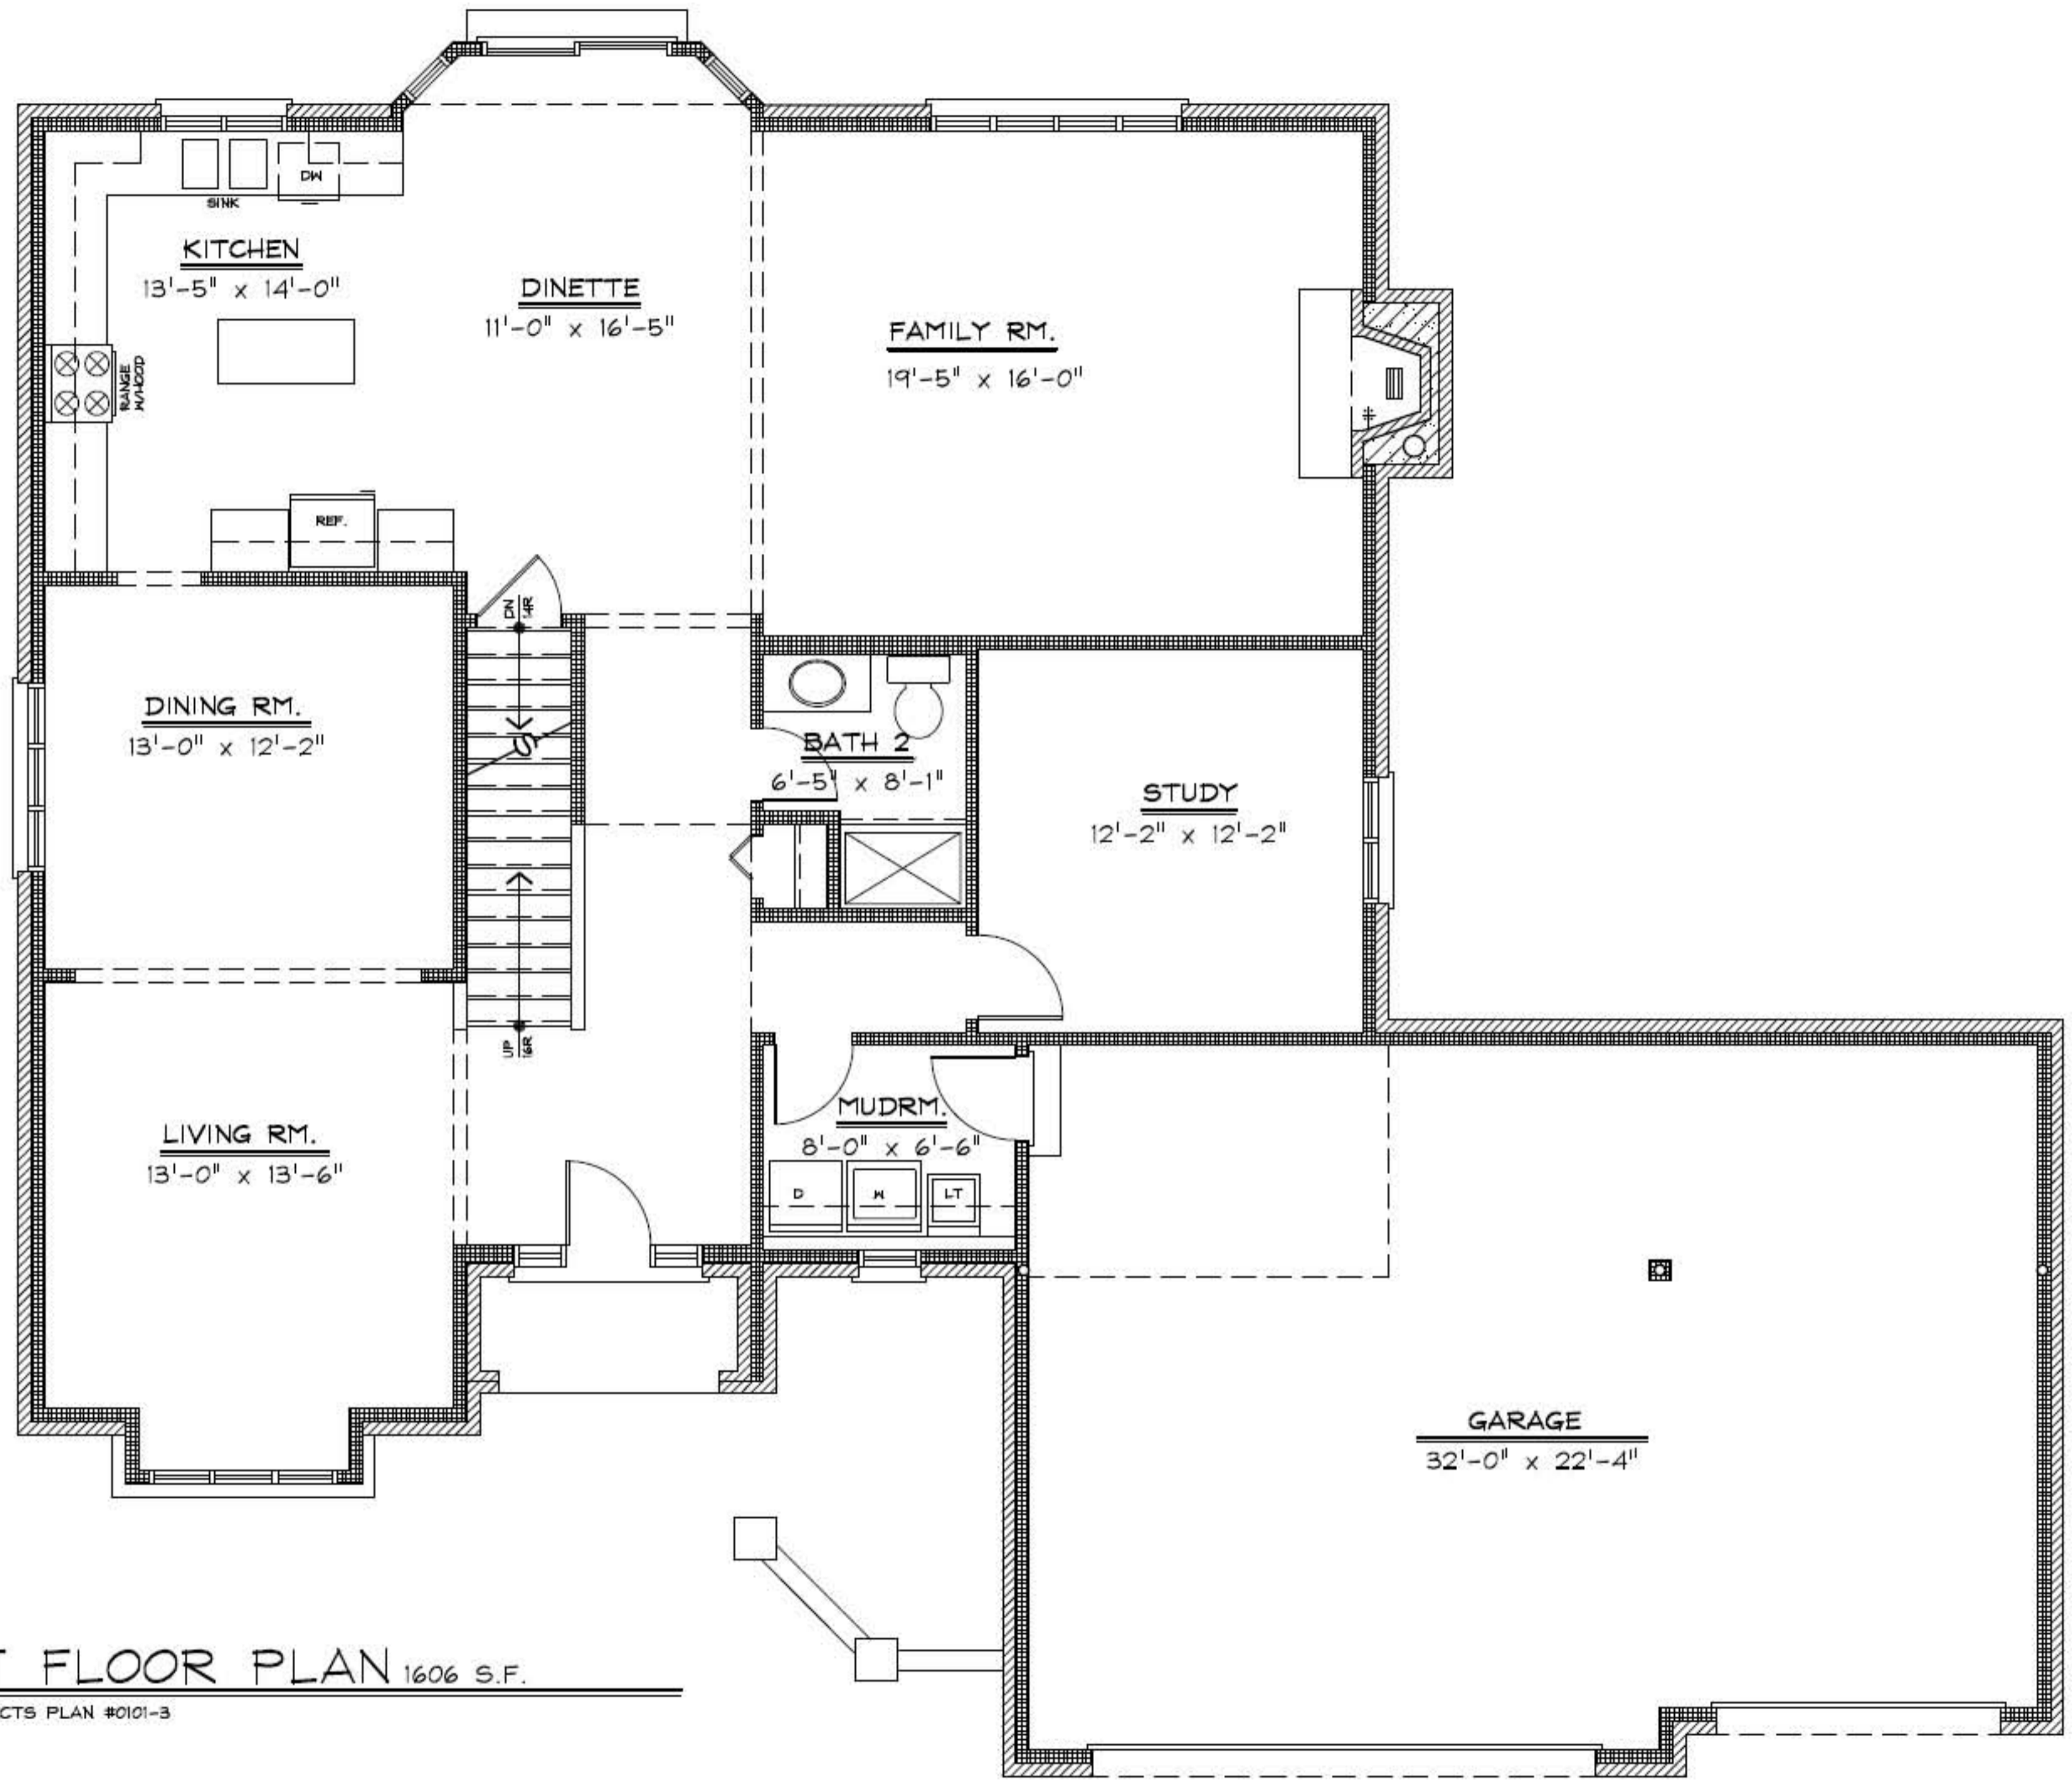 DW
SINK
KITCHEN
13'-5" x 14'-0"
DINETTE
11'-0" x 16'-5"
FAMILY RM.
19'-5" x 16'-0"
RANGE
W/HOOD
REF.
DN
14R
DINING RM.
13'-0" x 12'-2"
BATH 2
6'-5" x 8'-1"
STUDY
12'-2" x 12'-2"
UP
16R
MUDRM.
8'-0" x 6'-6"
LIVING RM.
13'-0" x 13'-6"
D
W
LT
GARAGE
32'-0" x 22'-4"
FLOOR PLAN 1606 S.F.
CTS PLAN #0101-3